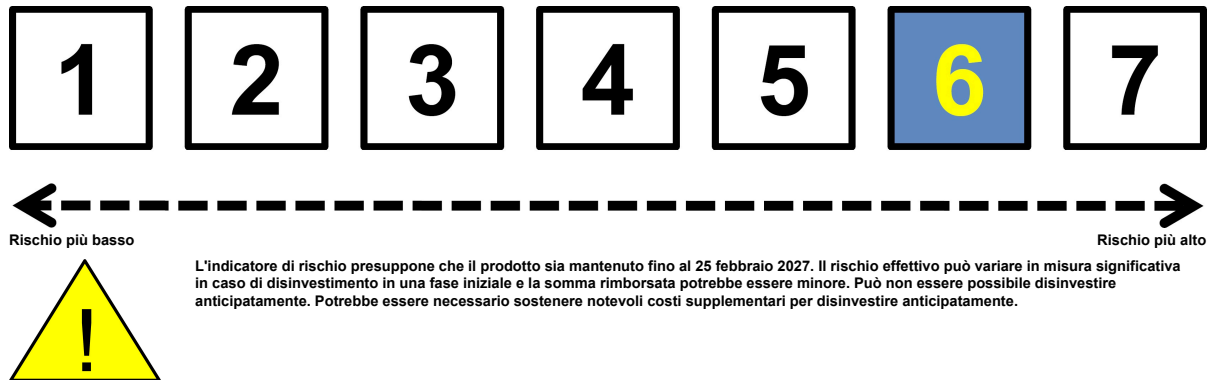 1 2 3 4 5 6 7
Rischio più basso Rischio più alto
L'indicatore di rischio presuppone che il prodotto sia mantenuto fino al 25 febbraio 2027. Il rischio effettivo può variare in misura significativa
in caso di disinvestimento in una fase iniziale e la somma rimborsata potrebbe essere minore. Può non essere possibile disinvestire
anticipatamente. Potrebbe essere necessario sostenere notevoli costi supplementari per disinvestire anticipatamente.
!